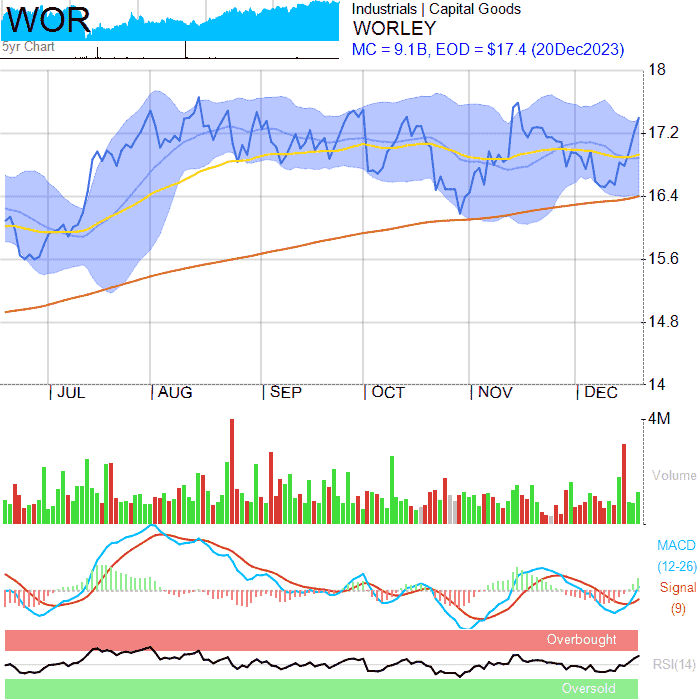 WOR
5yr Chart
Industrials | Capital Goods
WORLEY
MC = 9.1B, EOD = $17.4 (20Dec2023)
18
17.2
16.4
15.6
14.8
14
| JUL | AUG | SEP | OCT | NOV | DEC
4M
Volume
MACD
(12-26)
Signal
(9)
Overbought
RSI(14)
Oversold